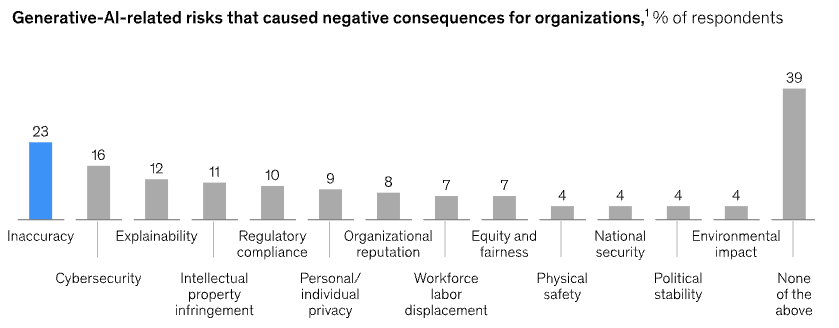 Generative-AI-related risks that caused negative consequences for organizations,¹ % of respondents
39
23
16
12
11
10
9
8
7
7
4
4
4
4
Inaccuracy
Explainability
Regulatory
compliance
Organizational
reputation
Equity and
fairness
National
security
Environmental
impact
Cybersecurity
Intellectual
property
infringement
Personal/
individual
privacy
Workforce
labor
displacement
Physical
safety
Political
stability
None
of the
above